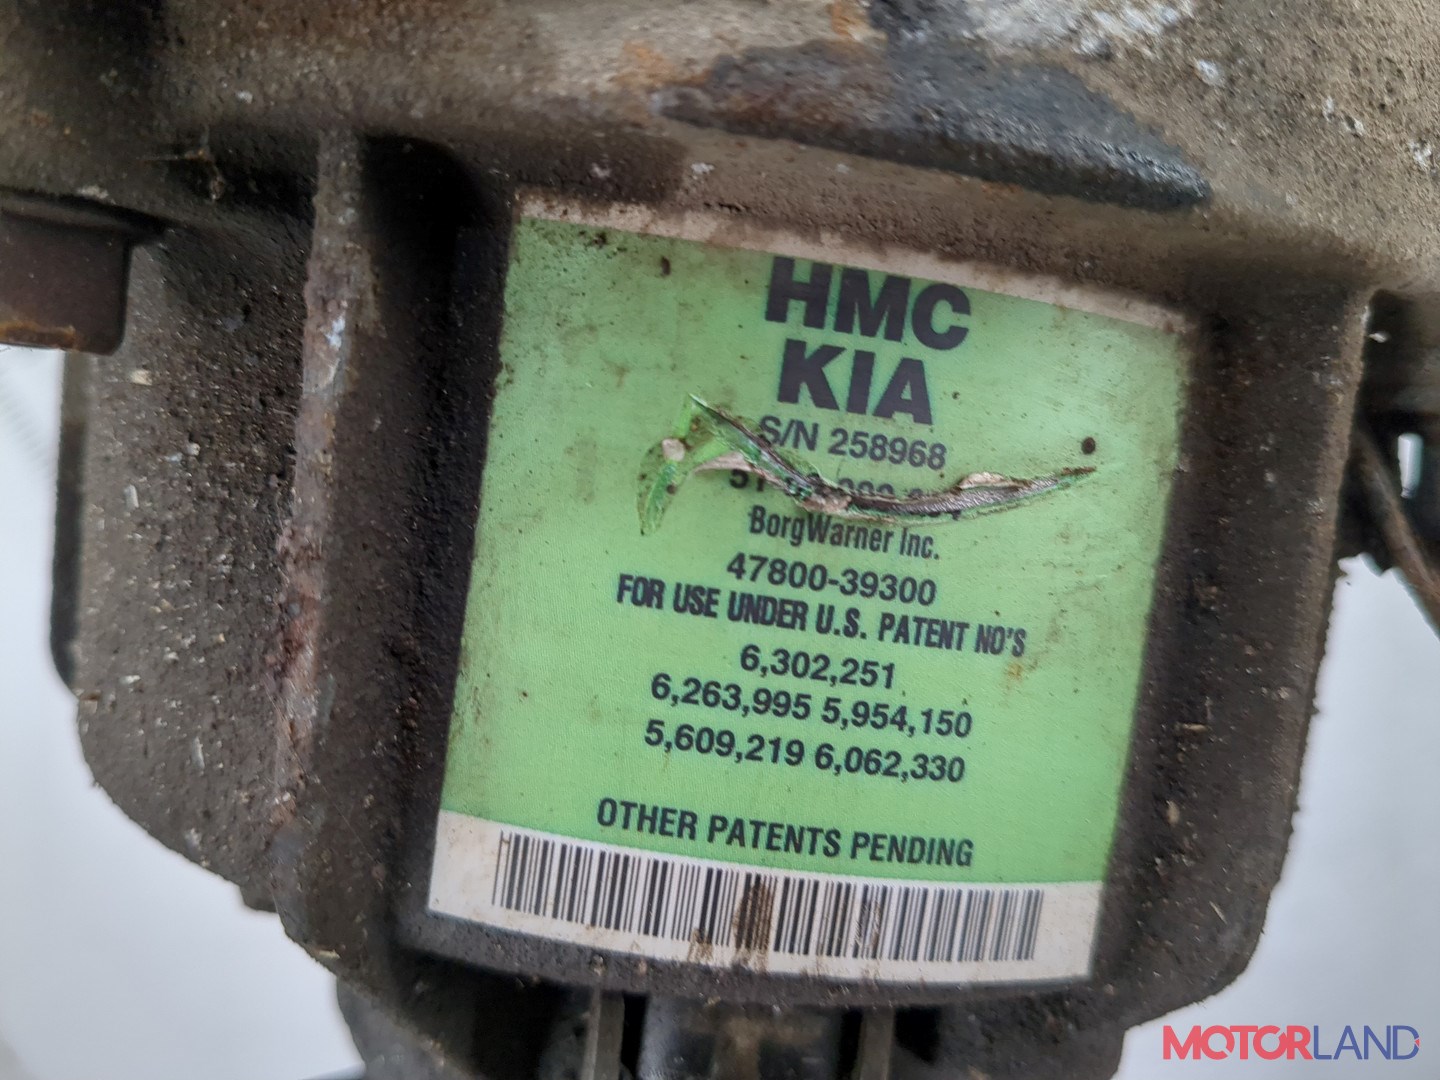 HMC
KIA
S/N 258968
BorgWarner Inc.
47800-39300
FOR USE UNDER U.S. PATENT NO'S
6,302,251
6,263,995 5,954,150
5,609,219 6,062,330
OTHER PATENTS PENDING
MOTORLAND